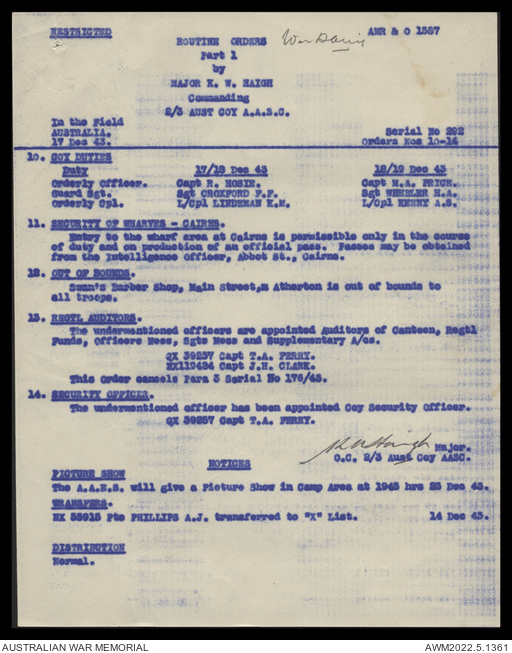 RESTRICTED
AMR & O 1587
War Diary
ROUTINE ORDERS
Part 1
by
MAJOR K. W. HAIGH
Commanding
2/3 AUST COY A.A.S.C.
In the Field
AUSTRALIA.
17 Dec 43.
Serial No 292
Orders Nos 10-14
10. COY DUTIES
Duty 17/18 Dec 43 18/19 Dec 43
Orderly Officer. Capt R. HOSIE. Capt M.A. PRICE.
Guard Sgt. Sgt CROXFORD F.F. Sgt WHEELER H.A.
Orderly Cpl. L/Cpl LINDEMAN K.M. L/Cpl KENNY A.S.
11. SECURITY OF WHARVES - CAIRNS.
Entry to the wharf area at Cairns is permissible only in the course
of duty and on production of an official pass. Passes may be obtained
from the Intelligence Officer, Abbot St., Cairns.
12. OUT OF BOUNDS.
Swan's Barber Shop, Main Street, Atherton is out of bounds to
all troops.
13. REGTL AUDITORS.
The undermentioned officers are appointed Auditors of Canteen, Regtl
Funds, Officers Mess, Sgts Mess and Supplementary A/cs.
QX 39257 Capt T.A. FERRY.
NX119434 Capt J.H. CLARK.
This Order cancels Para 3 Serial No 176/43.
14. SECURITY OFFICER.
The undermentioned officer has been appointed Coy Security Officer.
QX 39257 Capt T.A. FERRY.
Major.
O.C. 2/3 Aust Coy AASC.
NOTICES
PICTURE SHOW
The A.A.E.S. will give a Picture Show in Camp Area at 1945 hrs 23 Dec 43.
TRANSFERS.
NX 55915 Pte PHILLIPS A.J. transferred to "X" List. 14 Dec 43.
DISTRIBUTION
Normal.
AUSTRALIAN WAR MEMORIAL
AWM2022.5.1361